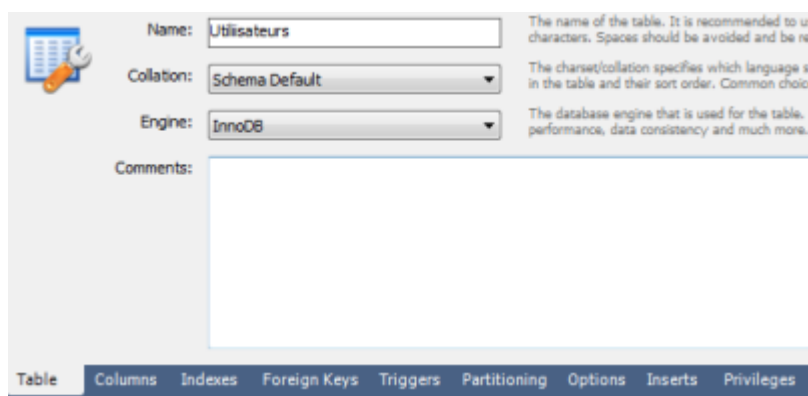 Name: Utilisateurs
The name of the table. It is recommended to u
characters. Spaces should be avoided and be re
Collation: Schema Default
The charset/collation specifies which language s
in the table and their sort order. Common choic
Engine: InnoDB
The database engine that is used for the table.
performance, data consistency and much more.
Comments:
Table Columns Indexes Foreign Keys Triggers Partitioning Options Inserts Privileges